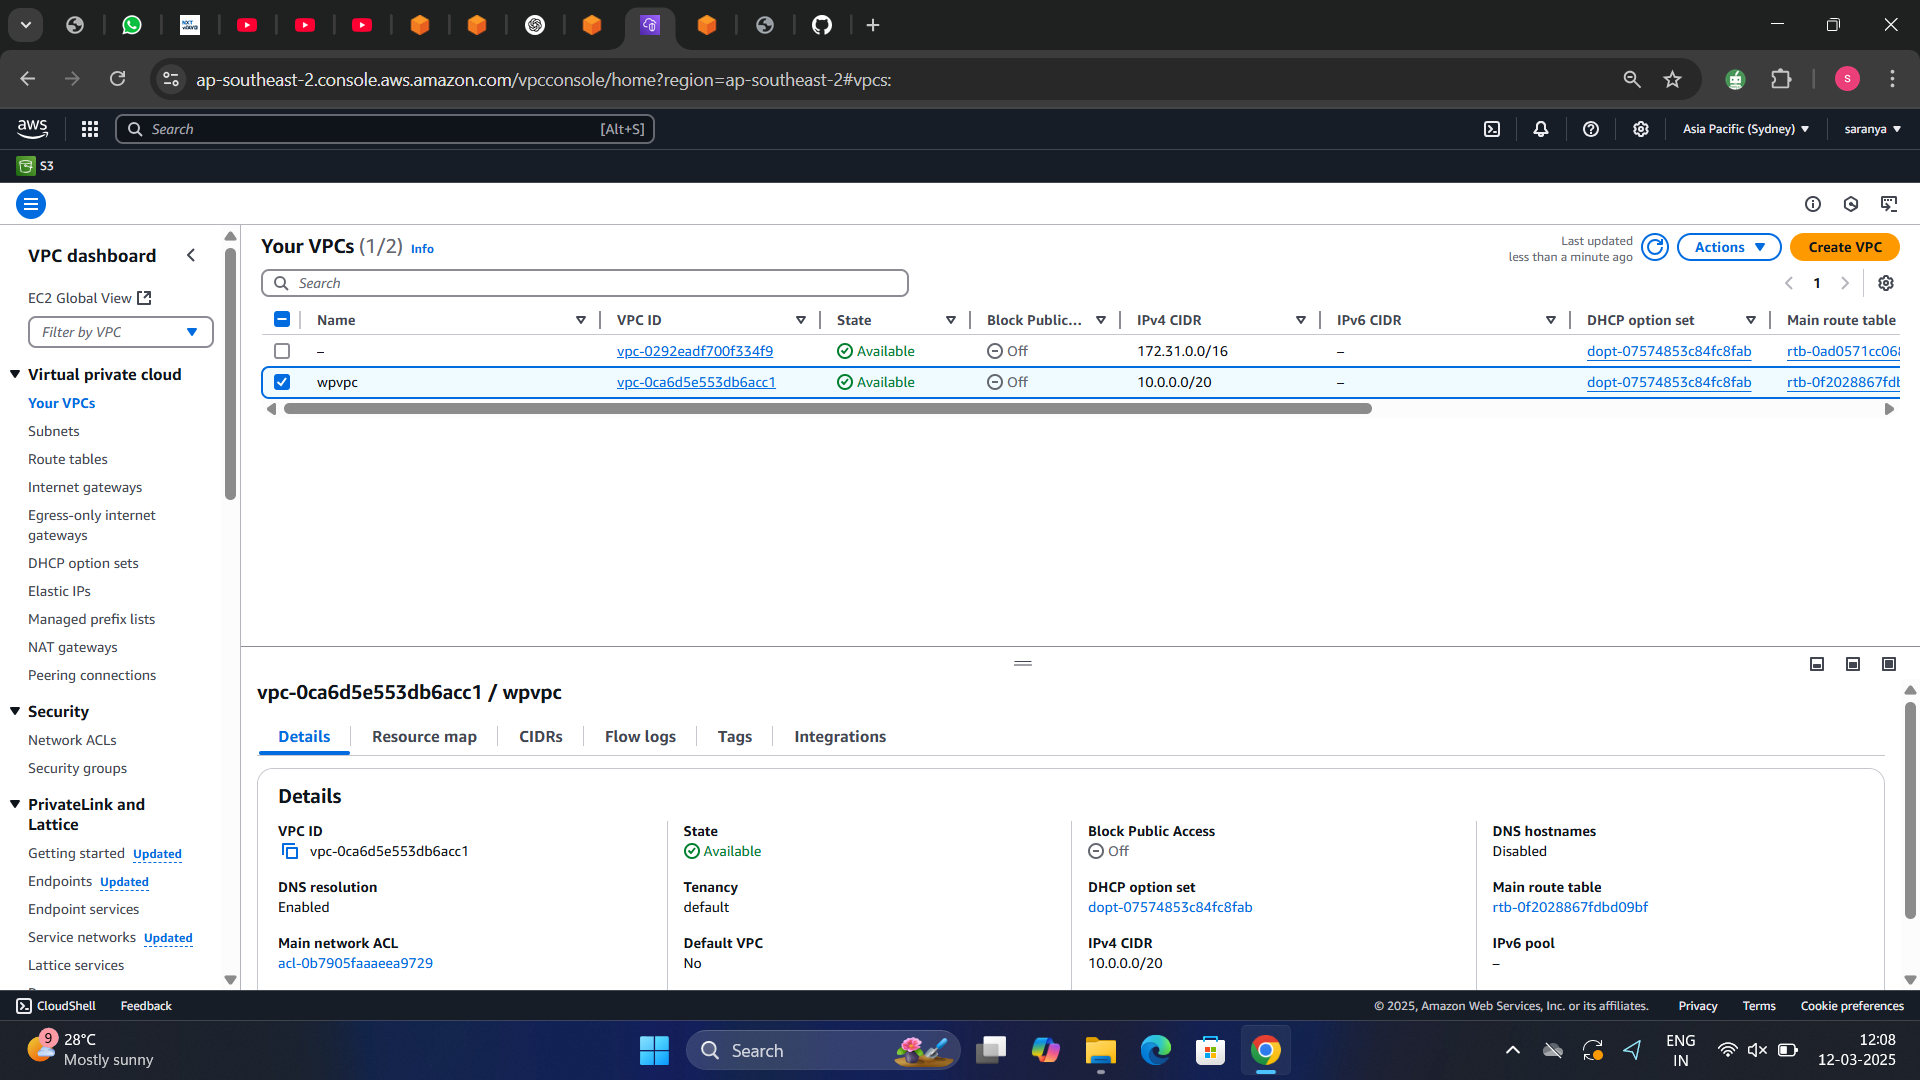 ap-southeast-2.console.aws.amazon.com/vpcconsole/home?region=ap-southeast-2#vpcs:
S
aws
Search
[Alt+S]
Asia Pacific (Sydney)
saranya
S3
VPC dashboard
EC2 Global View
Filter by VPC
Virtual private cloud
Your VPCs
Subnets
Route tables
Internet gateways
Egress-only internet
gateways
DHCP option sets
Elastic IPs
Managed prefix lists
NAT gateways
Peering connections
Security
Network ACLs
Security groups
PrivateLink and
Lattice
Getting started Updated
Endpoints Updated
Endpoint services
Service networks Updated
Lattice services
Your VPCs (1/2) Info
Last updated
less than a minute ago
Actions
Create VPC
Search
1
Name VPC ID State Block Public... IPv4 CIDR IPv6 CIDR DHCP option set Main route table
– vpc-0292eadf700f334f9 Available Off 172.31.0.0/16 – dopt-07574853c84fc8fab rtb-0ad0571cc068
wpvpc vpc-0ca6d5e553db6acc1 Available Off 10.0.0.0/20 – dopt-07574853c84fc8fab rtb-0f2028867fdb
vpc-0ca6d5e553db6acc1 / wpvpc
Details Resource map CIDRs Flow logs Tags Integrations
Details
VPC ID
vpc-0ca6d5e553db6acc1
State
Available
Block Public Access
Off
DNS hostnames
Disabled
DNS resolution
Enabled
Tenancy
default
DHCP option set
dopt-07574853c84fc8fab
Main route table
rtb-0f2028867fdbd09bf
Main network ACL
acl-0b7905faaaeea9729
Default VPC
No
IPv4 CIDR
10.0.0.0/20
IPv6 pool
–
CloudShell Feedback
© 2025, Amazon Web Services, Inc. or its affiliates. Privacy Terms Cookie preferences
9
28°C
Mostly sunny
Search
ENG
IN
12:08
12-03-2025